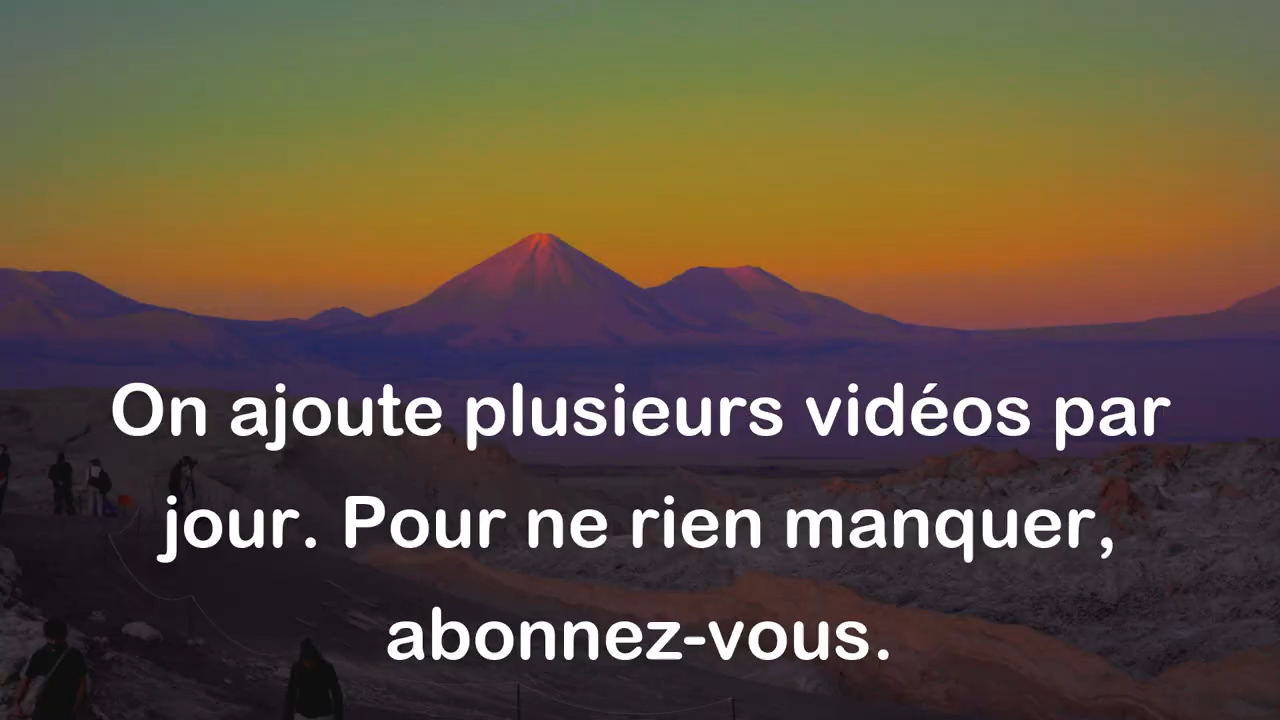 On ajoute plusieurs vidéos par
jour. Pour ne rien manquer,
abonnez-vous.